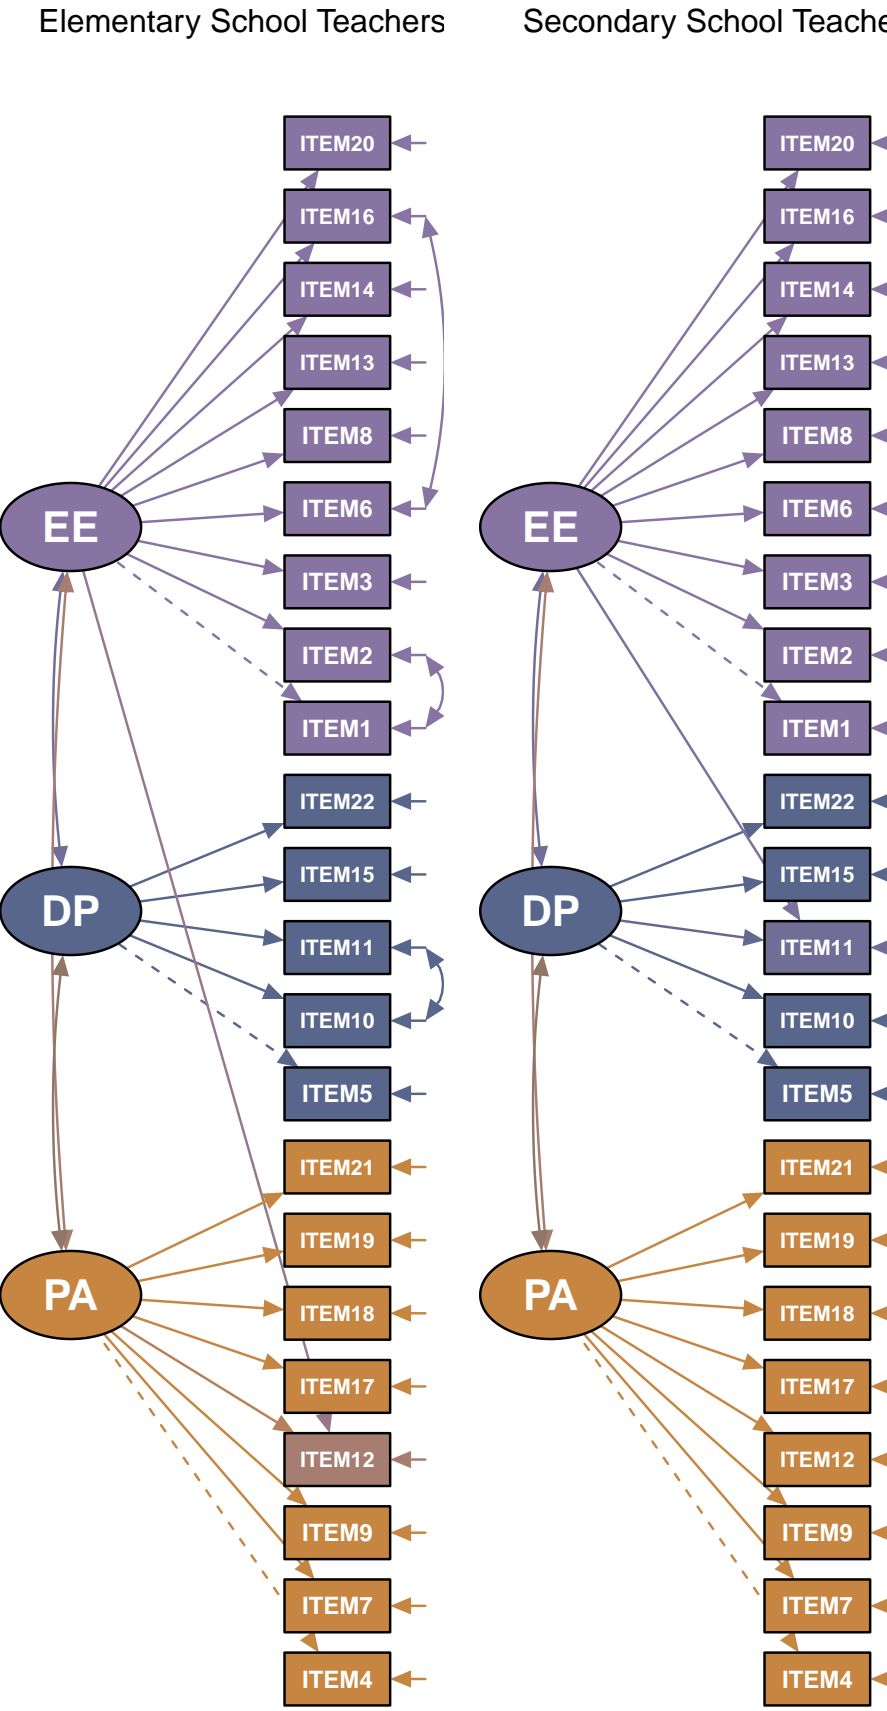 Elementary School Teachers
ITEM20
ITEM16
ITEM14
ITEM13
ITEM8
ITEM6
EE
ITEM3
ITEM2
ITEM1
ITEM22
ITEM15
DP
ITEM11
ITEM10
ITEM5
ITEM21
ITEM19
PA
ITEM18
ITEM17
ITEM12
ITEM9
ITEM7
ITEM4
Secondary School Teache
ITEM20
ITEM16
ITEM14
ITEM13
ITEM8
ITEM6
EE
ITEM3
ITEM2
ITEM1
ITEM22
ITEM15
DP
ITEM11
ITEM10
ITEM5
ITEM21
ITEM19
PA
ITEM18
ITEM17
ITEM12
ITEM9
ITEM7
ITEM4